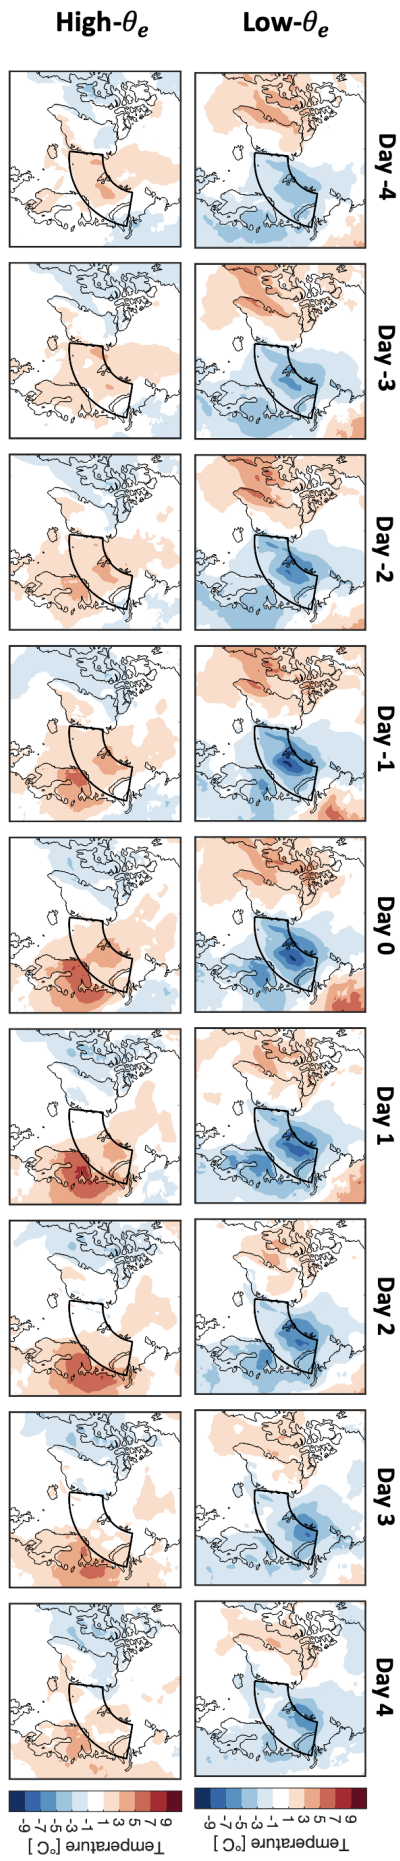 High-θe
Low-θe
Day -4
Day -3
Day -2
Day -1
Day 0
Day 1
Day 2
Day 3
Day 4
-9 -7 -5 -3 -1 1 3 5 7 9
Temperature [°C]
-9 -7 -5 -3 -1 1 3 5 7 9
Temperature [°C]